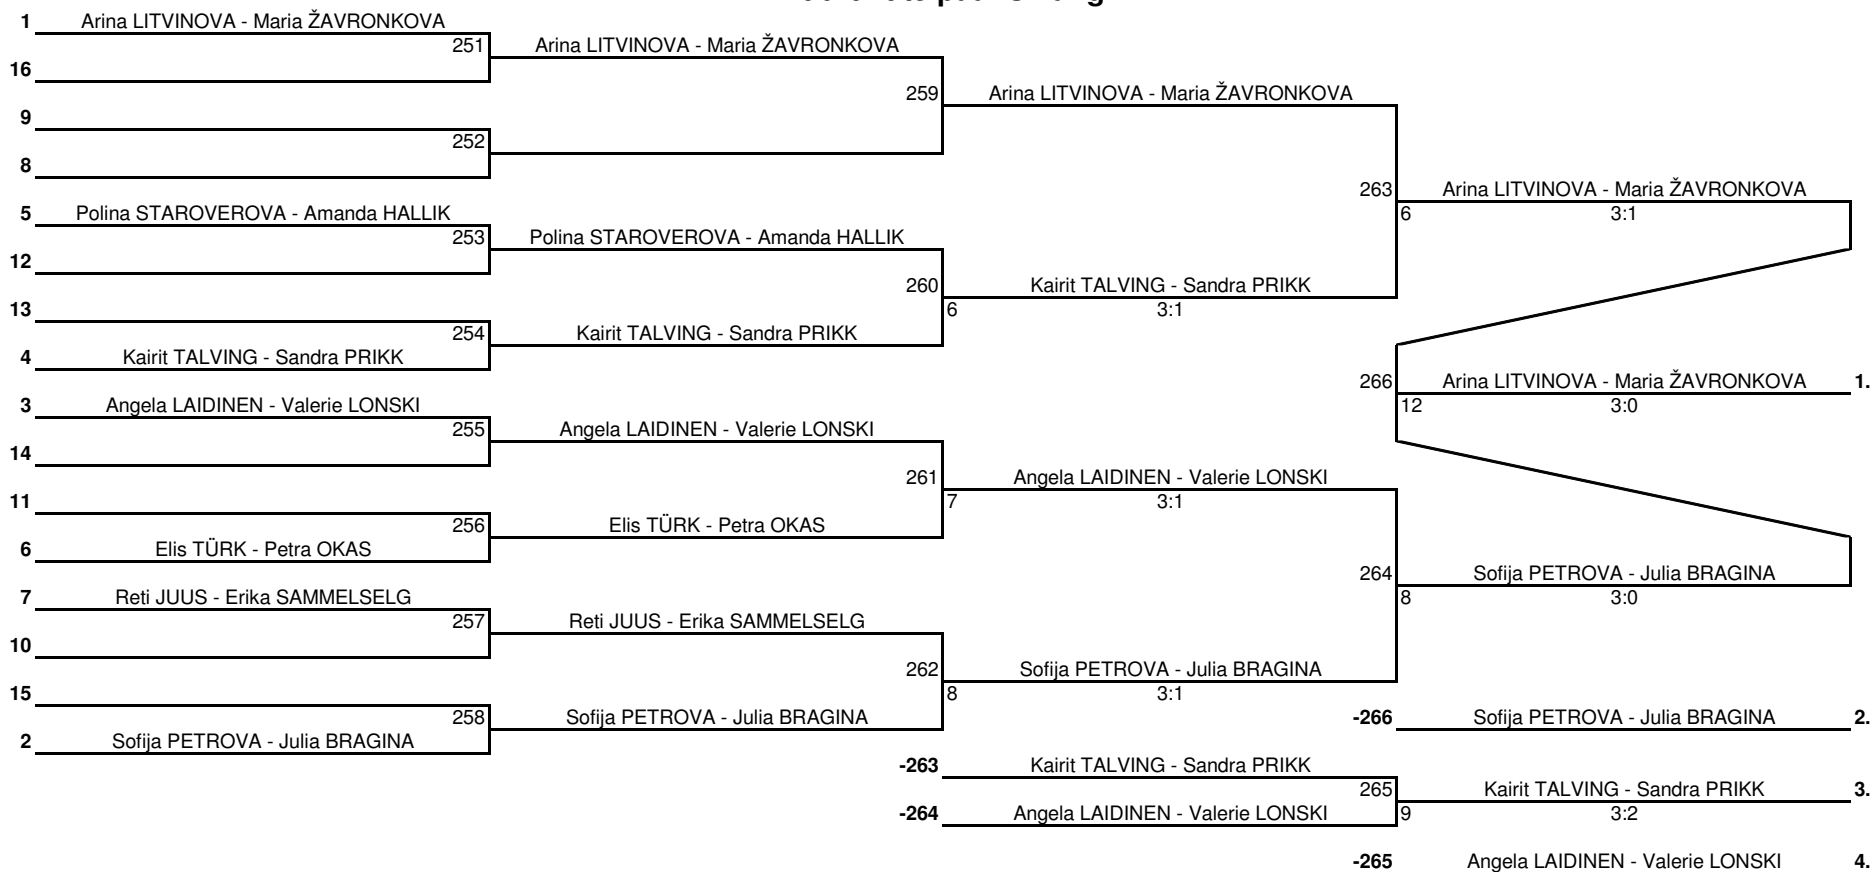 1 Arina LITVINOVA - Maria ŽAVRONKOVA
251 Arina LITVINOVA - Maria ŽAVRONKOVA
16
259 Arina LITVINOVA - Maria ŽAVRONKOVA
9
252
8
263 Arina LITVINOVA - Maria ŽAVRONKOVA
6 3:1
5 Polina STAROVEROVA - Amanda HALLIK
253 Polina STAROVEROVA - Amanda HALLIK
12
260 Kairit TALVING - Sandra PRIKK
6 3:1
13
254 Kairit TALVING - Sandra PRIKK
4 Kairit TALVING - Sandra PRIKK
266 Arina LITVINOVA - Maria ŽAVRONKOVA 1.
12 3:0
3 Angela LAIDINEN - Valerie LONSKI
255 Angela LAIDINEN - Valerie LONSKI
14
261 Angela LAIDINEN - Valerie LONSKI
7 3:1
11
256 Elis TÜRK - Petra OKAS
6 Elis TÜRK - Petra OKAS
264 Sofija PETROVA - Julia BRAGINA
8 3:0
7 Reti JUUS - Erika SAMMELSELG
257 Reti JUUS - Erika SAMMELSELG
10
262 Sofija PETROVA - Julia BRAGINA
8 3:1
15
258 Sofija PETROVA - Julia BRAGINA
2 Sofija PETROVA - Julia BRAGINA
-266 Sofija PETROVA - Julia BRAGINA 2.
-263 Kairit TALVING - Sandra PRIKK
265 Kairit TALVING - Sandra PRIKK 3.
-264 Angela LAIDINEN - Valerie LONSKI
9 3:2
-265 Angela LAIDINEN - Valerie LONSKI 4.